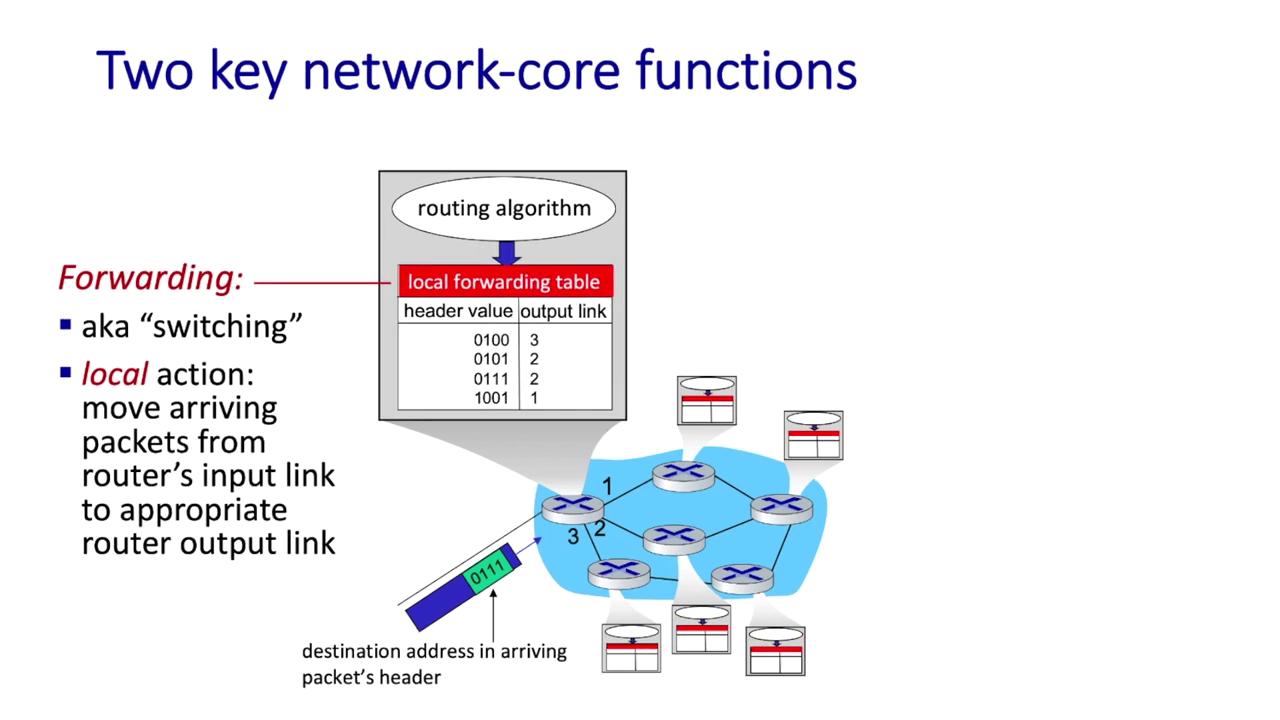 Two key network-core functions
routing algorithm
Forwarding:
local forwarding table
header value output link
0100 3
0101 2
0111 2
1001 1
aka “switching”
local action:
move arriving
packets from
router’s input link
to appropriate
router output link
1
2
3
0111
destination address in arriving
packet’s header